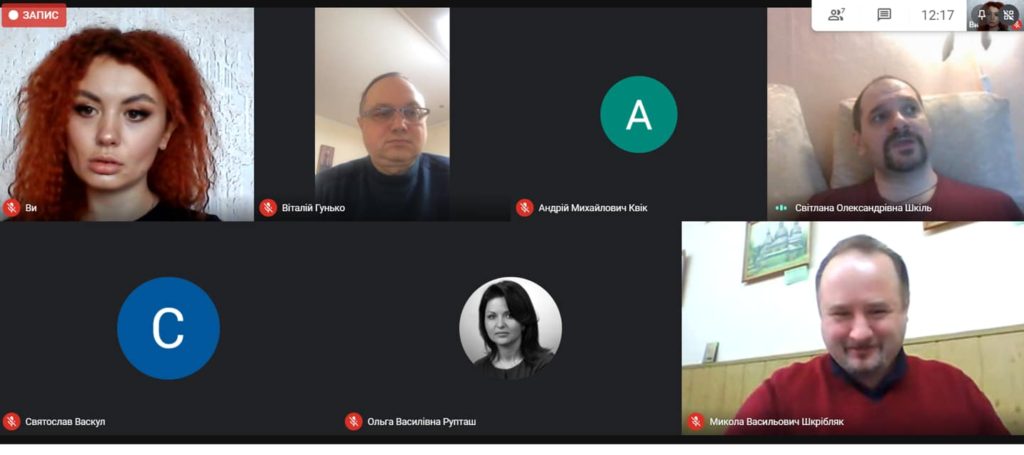 ЗАПИС
7
12:17
Ви
Ви
Віталій Гунько
А
Андрій Михайлович Квік
Світлана Олександрівна Шкіль
С
Святослав Васкул
Ольга Василівна Рупташ
Микола Васильович Шкрібляк